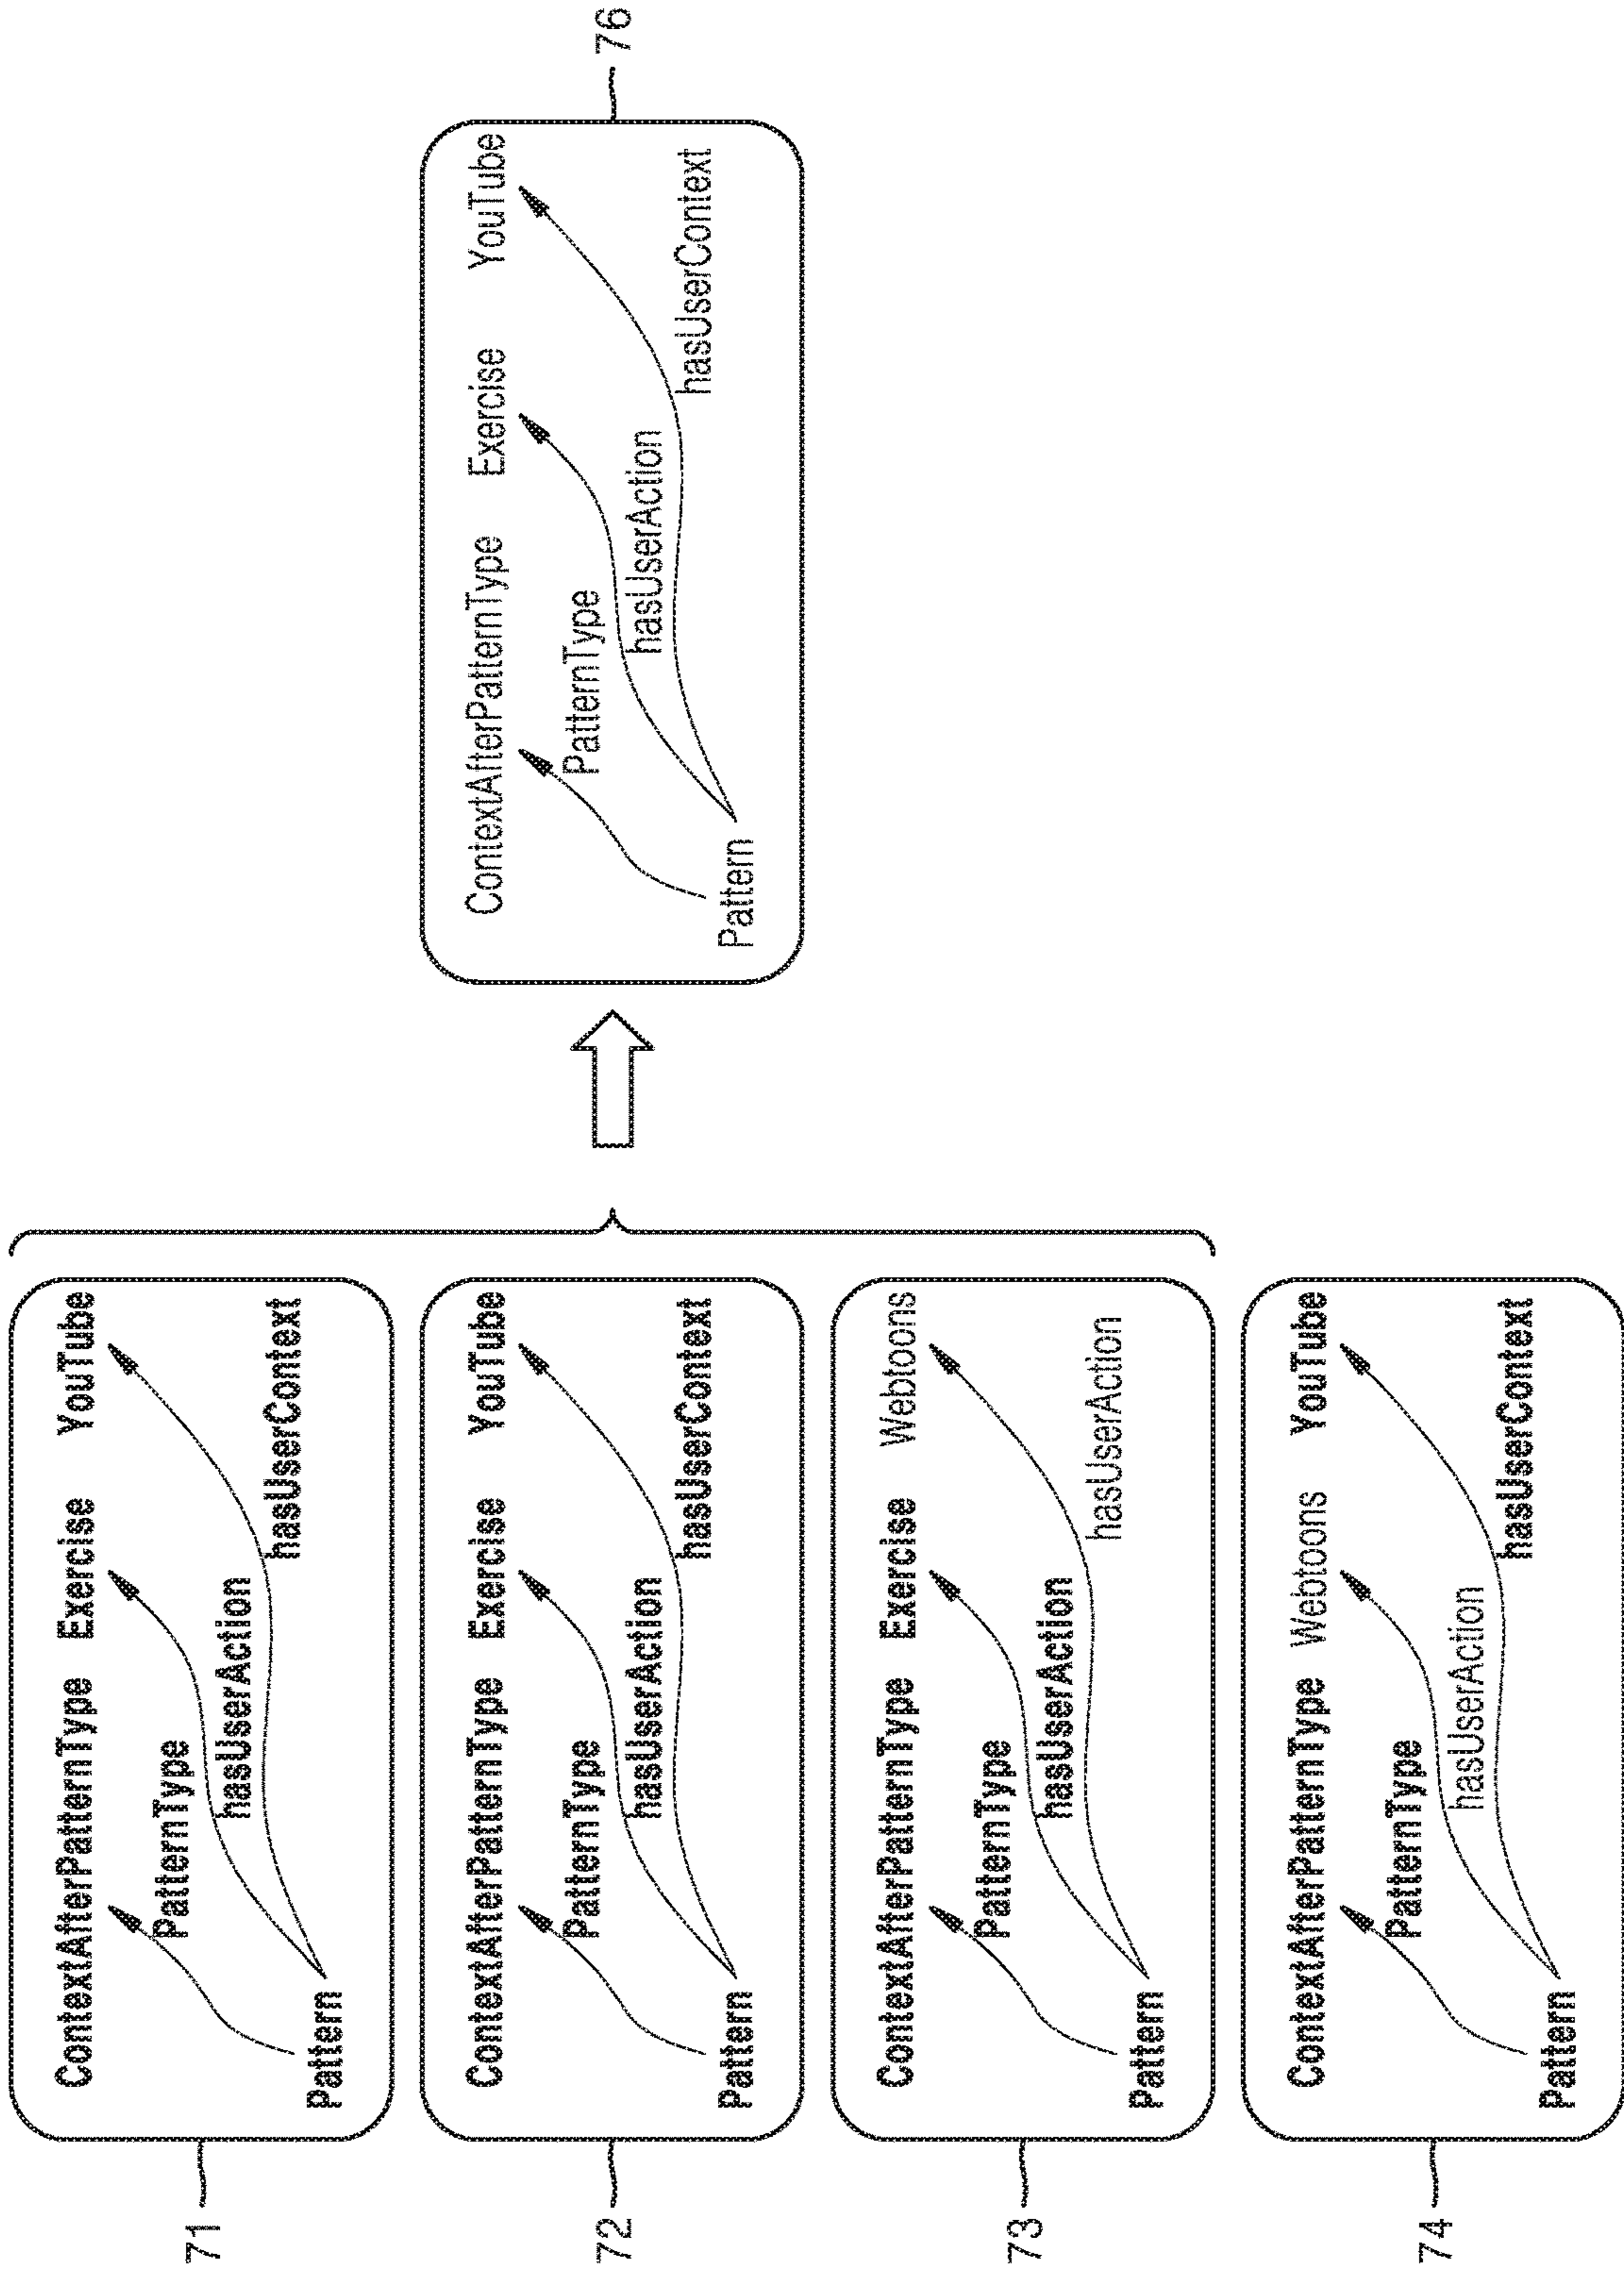 71
ContextAfterPatternType Exercise YouTube
PatternType
hasUserAction
hasUserContext
Pattern
72
ContextAfterPatternType Exercise YouTube
PatternType
hasUserAction
hasUserContext
Pattern
73
ContextAfterPatternType Exercise Webtoons
PatternType
hasUserAction
hasUserAction
Pattern
74
ContextAfterPatternType Webtoons YouTube
PatternType
hasUserAction
hasUserContext
Pattern
76
ContextAfterPatternType Exercise YouTube
PatternType
hasUserAction
hasUserContext
Pattern